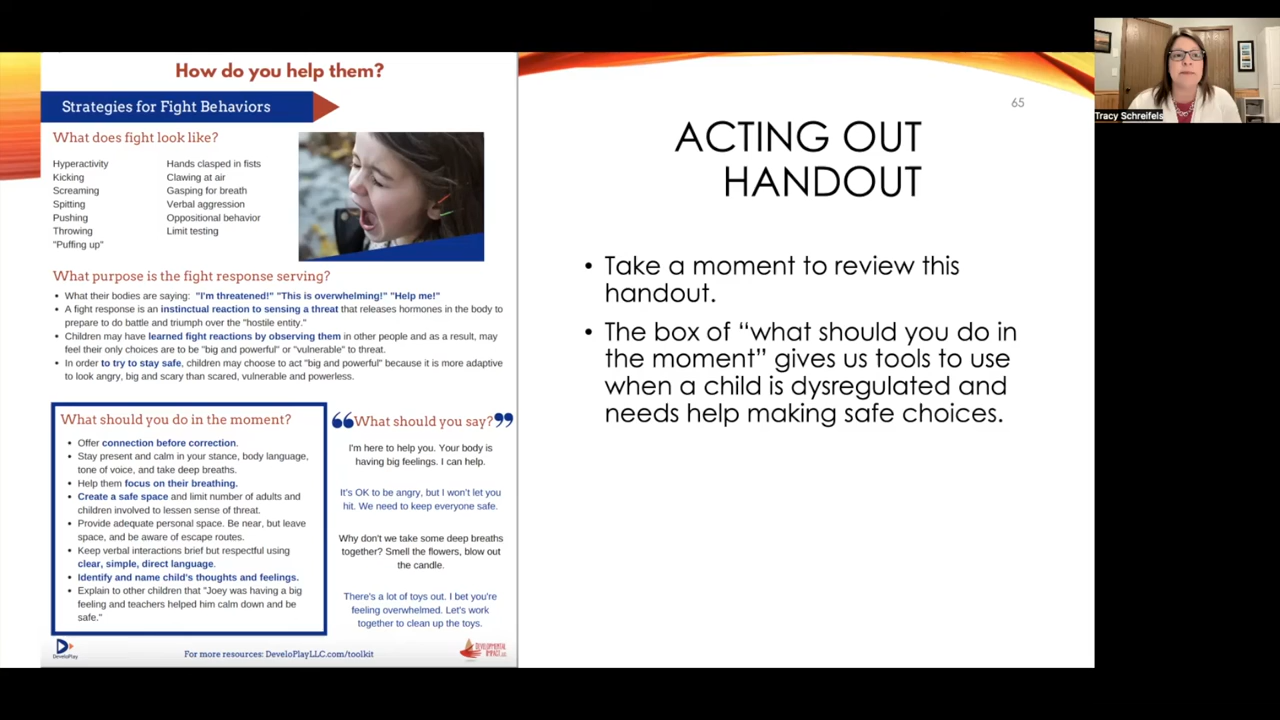 How do you help them?
Strategies for Fight Behaviors
What does fight look like?
Hyperactivity
Kicking
Screaming
Spitting
Pushing
Throwing
"Puffing up"
Hands clasped in fists
Clawing at air
Gasping for breath
Verbal aggression
Oppositional behavior
Limit testing
What purpose is the fight response serving?
• What their bodies are saying: "I'm threatened!" "This is overwhelming!" "Help me!"
• A fight response is an instinctual reaction to sensing a threat that releases hormones in the body to
prepare to do battle and triumph over the "hostile entity."
• Children may have learned fight reactions by observing them in other people and as a result, may
feel their only choices are to be "big and powerful" or "vulnerable" to threat.
• In order to try to stay safe, children may choose to act "big and powerful" because it is more adaptive
to look angry, big and scary than scared, vulnerable and powerless.
What should you do in the moment?
• Offer connection before correction.
• Stay present and calm in your stance, body language,
tone of voice, and take deep breaths.
• Help them focus on their breathing.
• Create a safe space and limit number of adults and
children involved to lessen sense of threat.
• Provide adequate personal space. Be near, but leave
space, and be aware of escape routes.
• Keep verbal interactions brief but respectful using
clear, simple, direct language.
• Identify and name child's thoughts and feelings.
• Explain to other children that "Joey was having a big
feeling and teachers helped him calm down and be
safe."
“What should you say?”
I'm here to help you. Your body is
having big feelings. I can help.
It's OK to be angry, but I won't let you
hit. We need to keep everyone safe.
Why don't we take some deep breaths
together? Smell the flowers, blow out
the candle.
There's a lot of toys out. I bet you're
feeling overwhelmed. Let's work
together to clean up the toys.
DeveloPlay
For more resources: DeveloPlayLLC.com/toolkit
DEVELOPMENTAL
IMPACT, LLC
65
ACTING OUT
HANDOUT
• Take a moment to review this
handout.
• The box of “what should you do in
the moment” gives us tools to use
when a child is dysregulated and
needs help making safe choices.
Tracy Schreifels